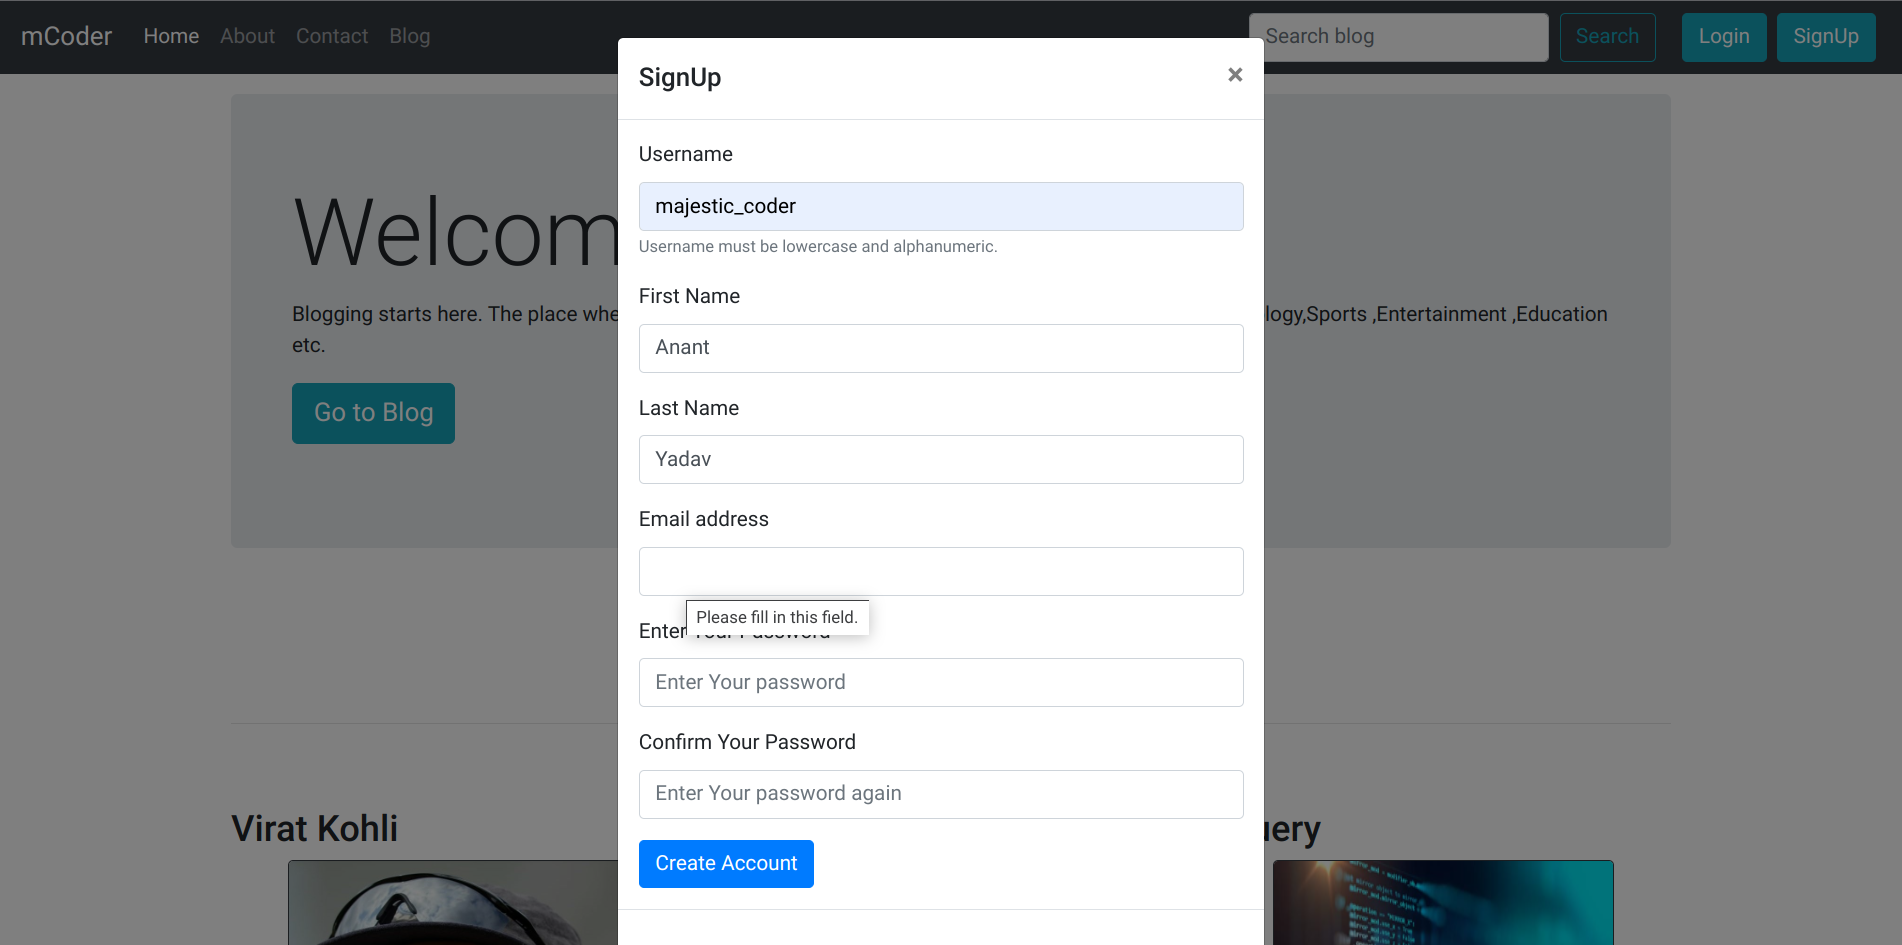 mCoder Home About Contact Blog Search blog Search Login SignUp
SignUp ×
Username
majestic_coder
Username must be lowercase and alphanumeric.
First Name
Anant
Last Name
Yadav
Email address
Please fill in this field.
Enter Your Password
Enter Your password
Confirm Your Password
Enter Your password again
Create Account
Welcom
Blogging starts here. The place whe
logy,Sports ,Entertainment ,Education
etc.
Go to Blog
Virat Kohli
uery